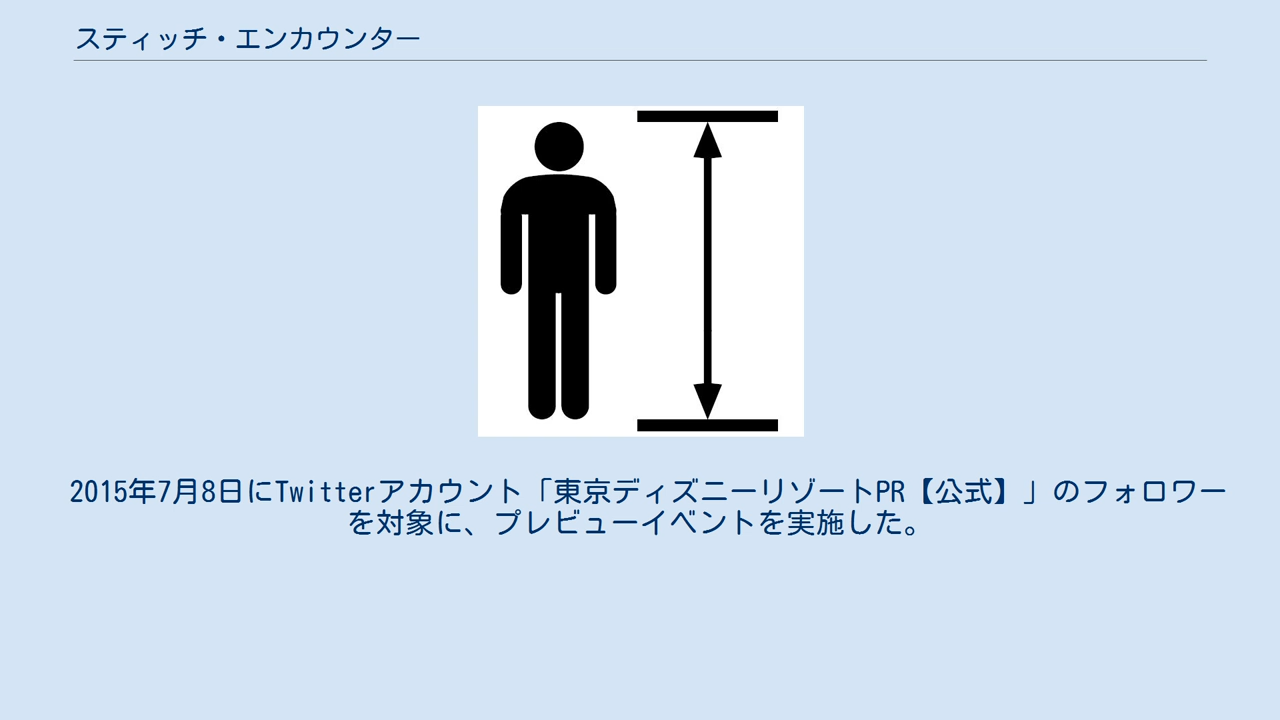 スティッチ・エンカウンター
2015年7月8日にTwitterアカウント「東京ディズニーリゾートPR【公式】」のフォロワー
を対象に、プレビューイベントを実施した。